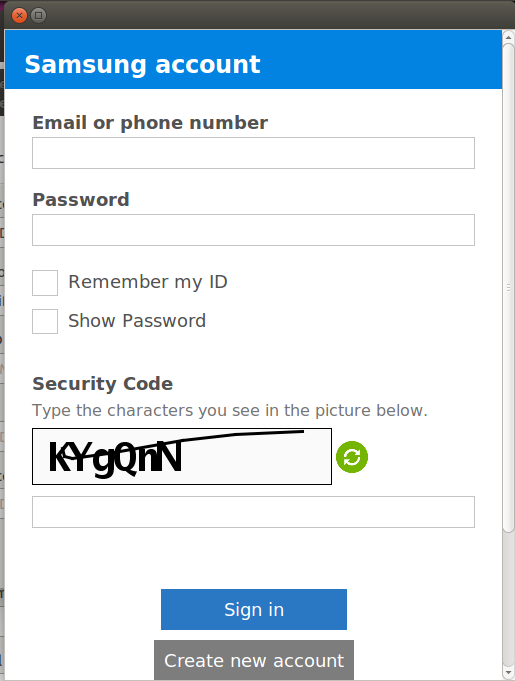 Samsung account
Email or phone number
Password
Remember my ID
Show Password
Security Code
Type the characters you see in the picture below.
KYgQnN
Sign in
Create new account